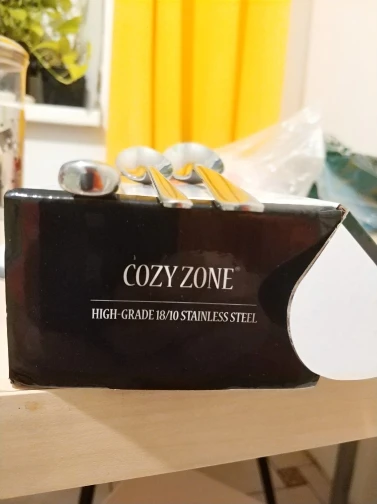 COZY ZONE®
HIGH-GRADE 18/10 STAINLESS STEEL